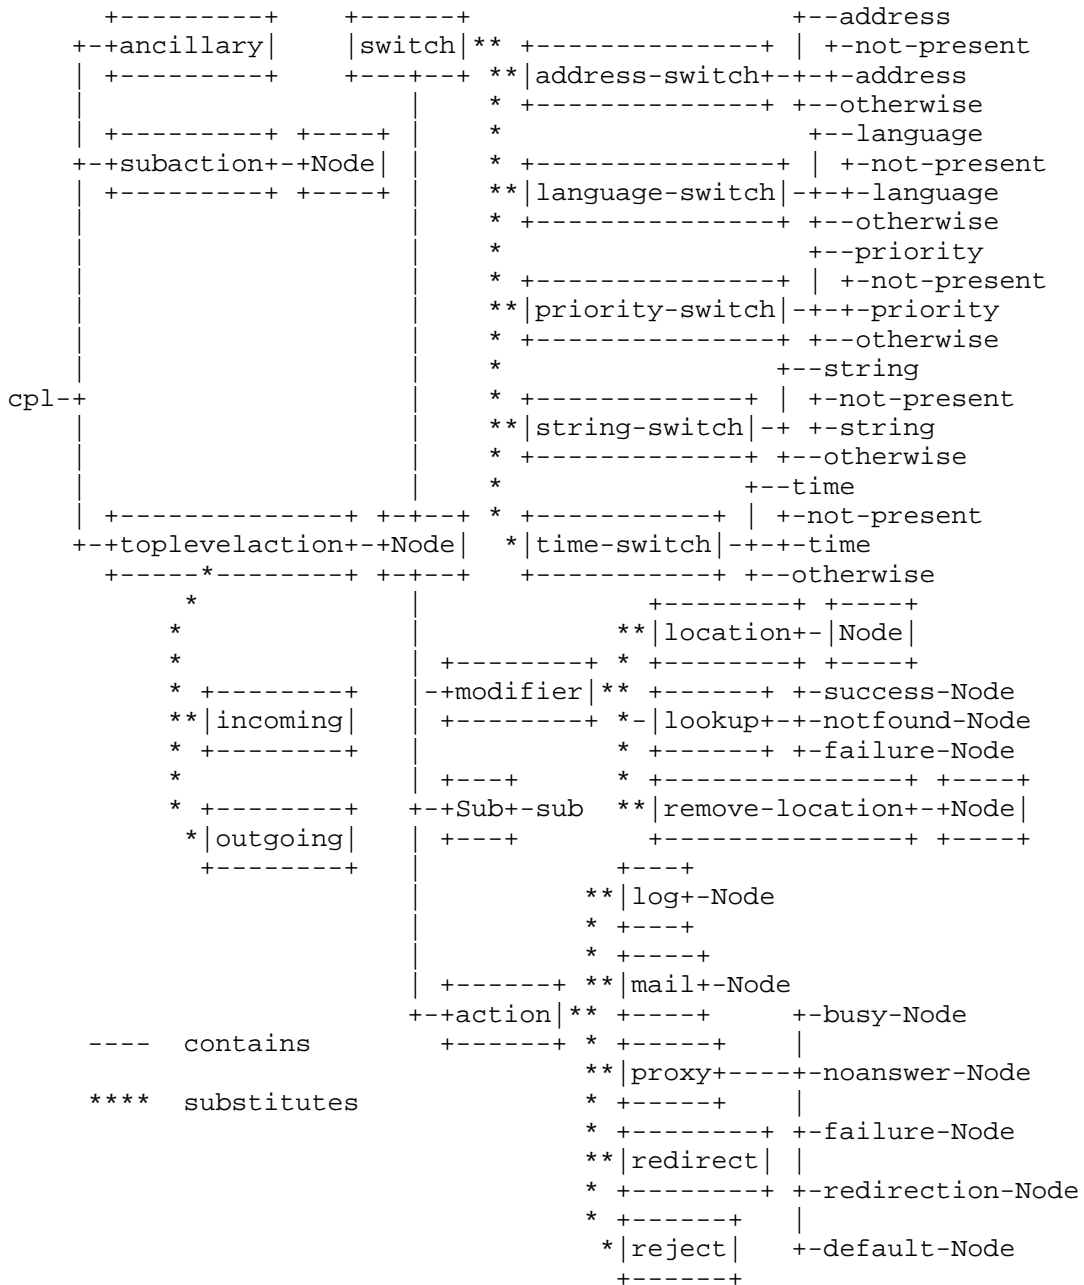 +---------+    +------+                    +--address
    +-+ancillary|    |switch|** +--------------+ | +-not-present
    | +---------+    +---+--+ **|address-switch+-+-+-address
    |                    |    * +--------------+ +--otherwise
    | +---------+ +----+ |    *                   +--language
    +-+subaction+-+Node| |    * +---------------+ | +-not-present
    | +---------+ +----+ |    **|language-switch|-+-+-language
    |                    |    * +---------------+ +--otherwise
    |                    |    *                   +--priority
    |                    |    * +---------------+ | +-not-present
    |                    |    **|priority-switch|-+-+-priority
    |                    |    * +---------------+ +--otherwise
    |                    |    *                 +--string
cpl-+                    |    * +-------------+ | +-not-present
    |                    |    **|string-switch|-+ +-string
    |                    |    * +-------------+ +--otherwise
    |                    |    *               +--time
    | +--------------+ +-+--+ * +-----------+ | +-not-present
    +-+toplevelaction+-+Node|  *|time-switch|-+-+-time
      +-----*--------+ +-+--+   +-----------+ +--otherwise
           *             |              +--------+ +----+
          *              |            **|location+-|Node|
          *              | +--------+ * +--------+ +----+
          * +--------+   |-+modifier|** +------+ +-success-Node
          **|incoming|   | +--------+ *-|lookup+-+-notfound-Node
          * +--------+   |            * +------+ +-failure-Node
          *              | +---+      * +---------------+ +----+
          * +--------+   +-+Sub+-sub  **|remove-location+-+Node|
           *|outgoing|   | +---+        +---------------+ +----+
            +--------+   |            +----+
                         |          **|log+-Node
                         |          * +---+
                         |          * +----+
                         | +------+ **|mail+-Node
                         +-+action|** +----+     +-busy-Node
     ----  contains        +------+ * +-----+    |
                                    **|proxy+----+-noanswer-Node
     ****  substitutes              * +-----+    |
                                    * +--------+ +-failure-Node
                                    **|redirect| |
                                    * +--------+ +-redirection-Node
                                    * +------+   |
                                     *|reject|   +-default-Node
                                      +------+